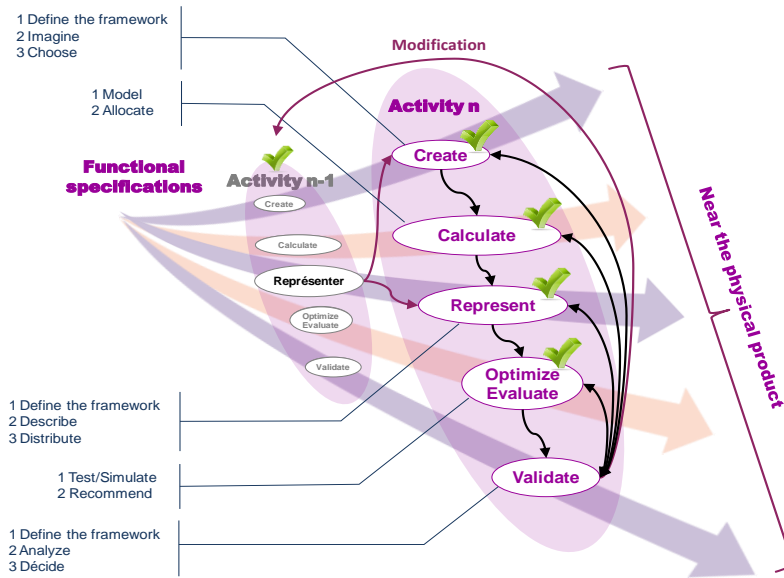 1 Define the framework
2 Imagine
3 Choose
Modification
1 Model
2 Allocate
Activity n
Functional
specifications
Activity n-1
Create
Calculate
Représenter
Optimize
Evaluate
Validate
Create
Calculate
Represent
Optimize
Evaluate
Validate
Near the physical product
1 Define the framework
2 Describe
3 Distribute
1 Test/Simulate
2 Recommend
1 Define the framework
2 Analyze
3 Décide